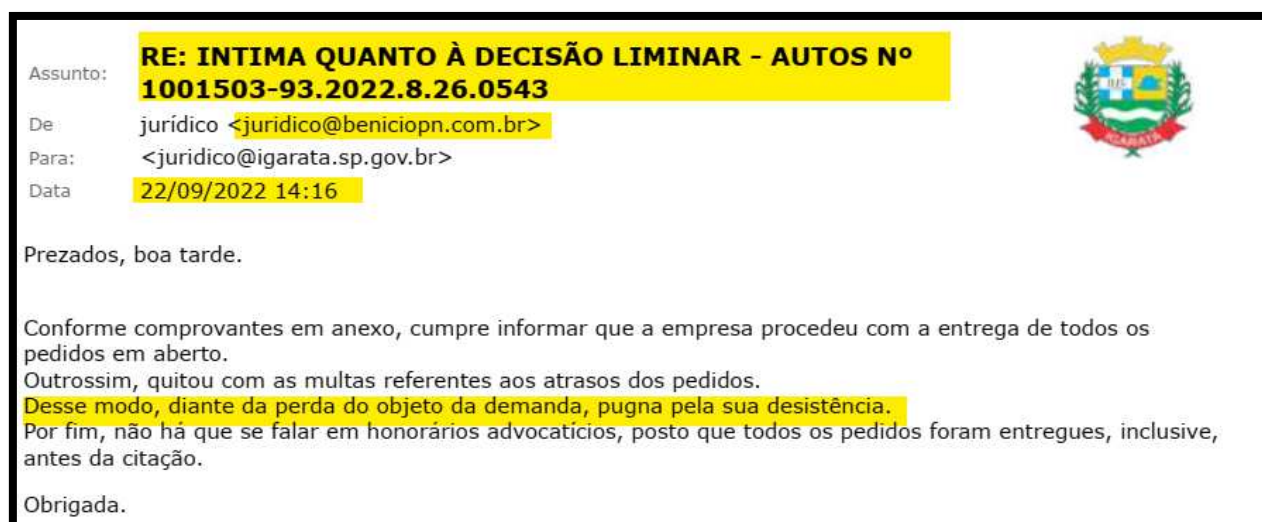 Assunto: RE: INTIMA QUANTO À DECISÃO LIMINAR - AUTOS Nº
1001503-93.2022.8.26.0543
De jurídico <juridico@beniciopn.com.br>
Para: <juridico@igarata.sp.gov.br>
Data 22/09/2022 14:16
IGARATÁ
Prezados, boa tarde.
Conforme comprovantes em anexo, cumpre informar que a empresa procedeu com a entrega de todos os
pedidos em aberto.
Outrossim, quitou com as multas referentes aos atrasos dos pedidos.
Desse modo, diante da perda do objeto da demanda, pugna pela sua desistência.
Por fim, não há que se falar em honorários advocatícios, posto que todos os pedidos foram entregues, inclusive,
antes da citação.
Obrigada.